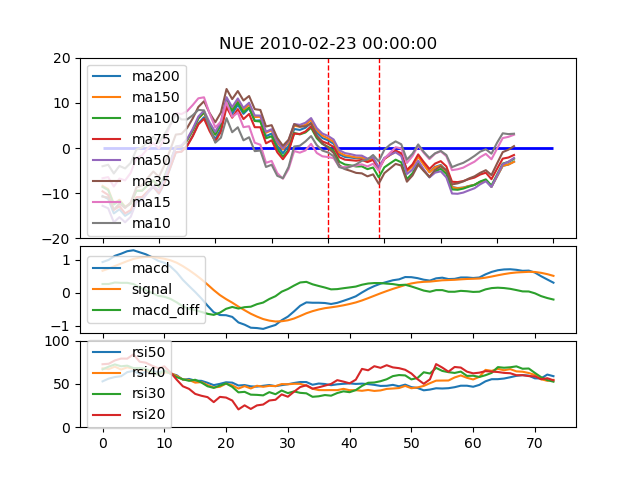 NUE 2010-02-23 00:00:00
20
10
0
−10
−20
ma200
ma150
ma100
ma75
ma50
ma35
ma15
ma10
1
0
−1
macd
signal
macd_diff
100
50
0
rsi50
rsi40
rsi30
rsi20
0 10 20 30 40 50 60 70